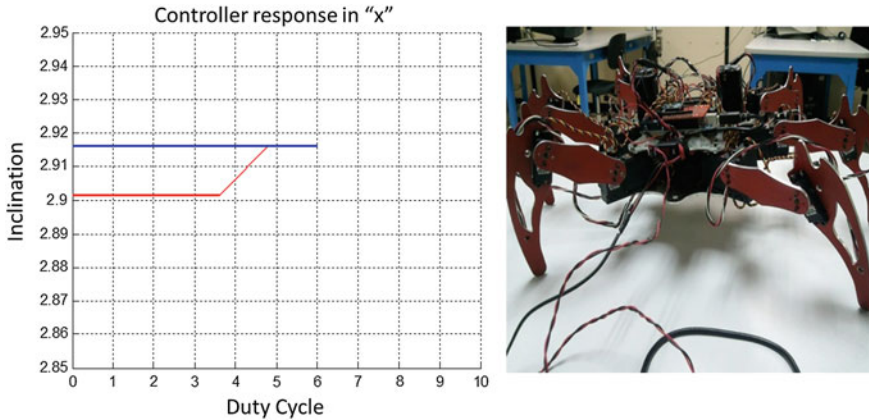 Controller response in “x”
2.95
2.94
2.93
2.92
2.91
2.9
2.89
2.88
2.87
2.86
2.85
0 1 2 3 4 5 6 7 8 9 10
Inclination
Duty Cycle